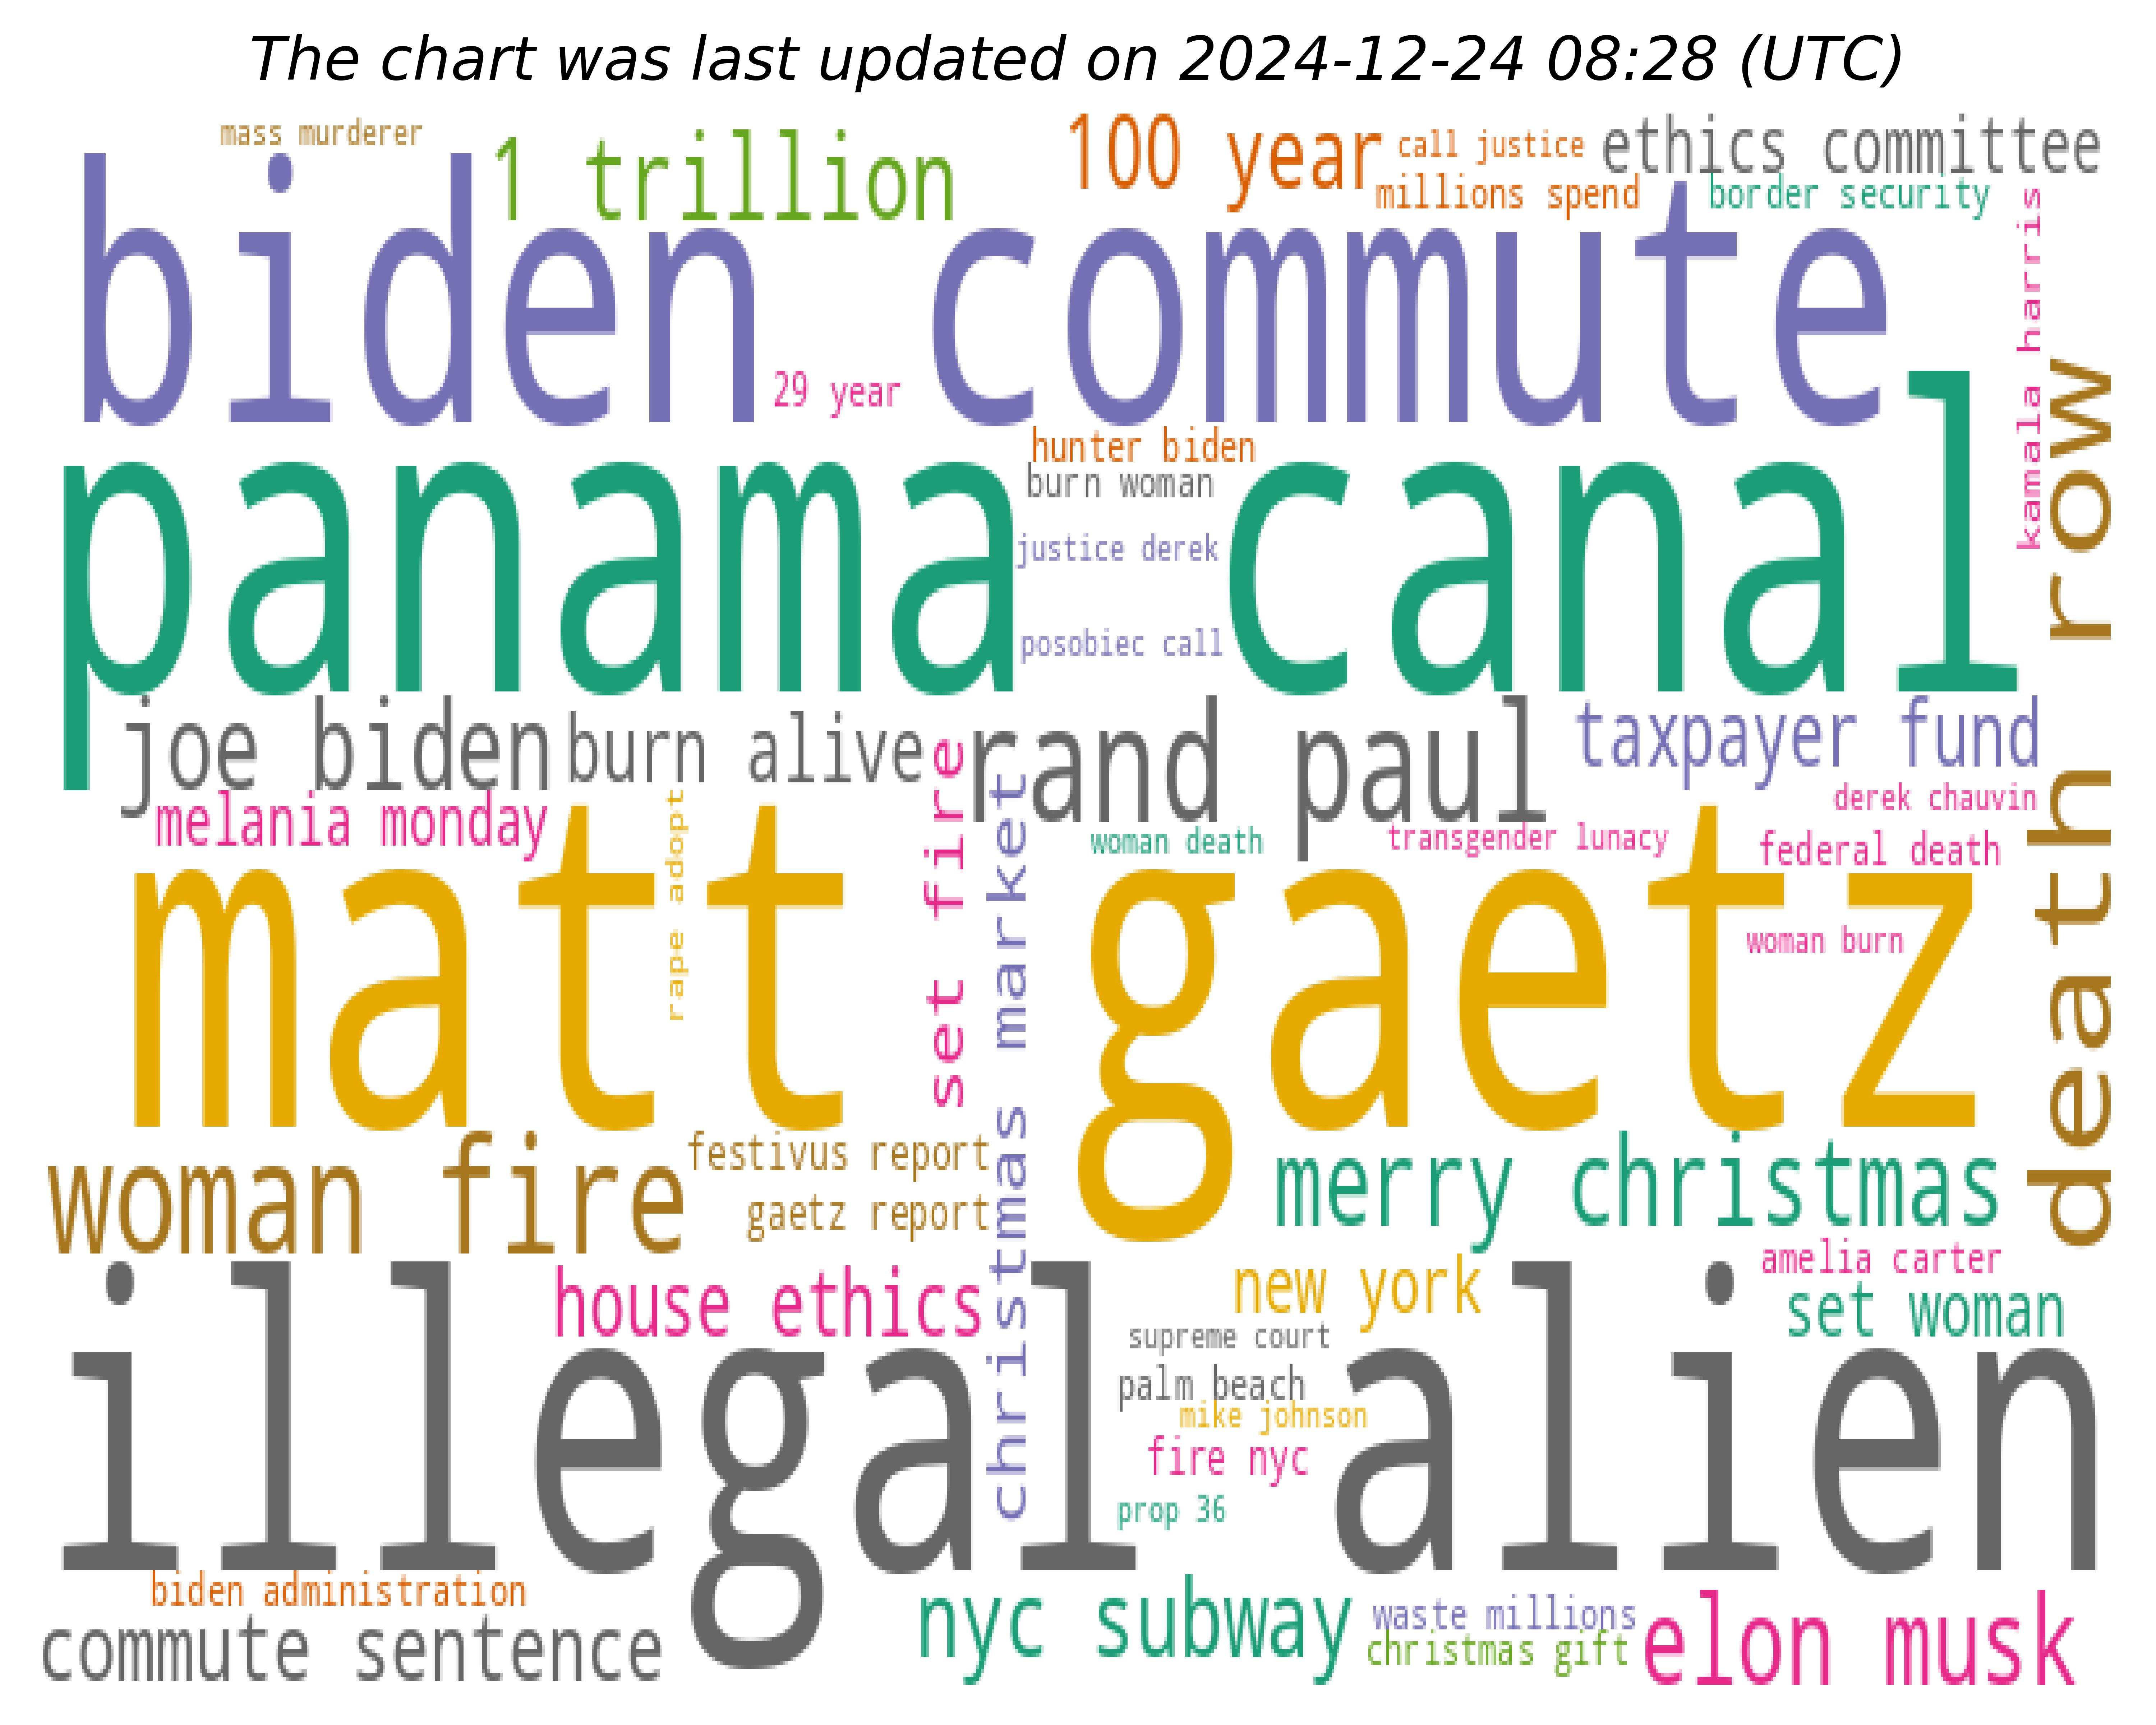 The chart was last updated on 2024-12-24 08:28 (UTC)
mass murderer
1 trillion
100 year
call justice
ethics committee
millions spend
border security
biden commute
kamala harris
29 year
hunter biden
burn woman
panama canal
justice derek
posobiec call
death row
joe biden
burn alive
rand paul
taxpayer fund
melania monday
set fire
christmas market
woman death
transgender lunacy
derek chauvin
federal death
rape adopt
matt gaetz
woman burn
woman fire
festivus report
gaetz report
merry christmas
amelia carter
house ethics
new york
set woman
supreme court
palm beach
mike johnson
fire nyc
prop 36
illegal alien
biden administration
commute sentence
nyc subway
waste millions
christmas gift
elon musk